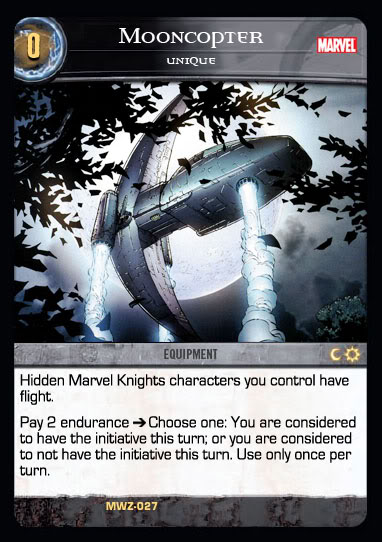 0
Mooncopter
UNIQUE
MARVEL
EQUIPMENT
Hidden Marvel Knights characters you control have
flight.
Pay 2 endurance ➔ Choose one: You are considered
to have the initiative this turn; or you are considered
to not have the initiative this turn. Use only once per
turn.
MWZ-027